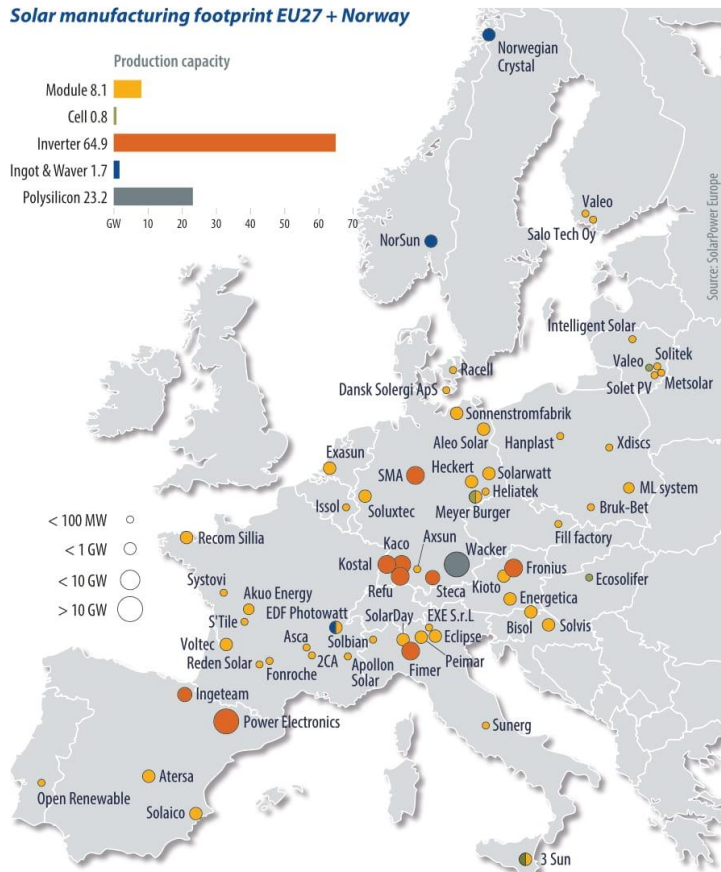 Solar manufacturing footprint EU27 + Norway
Production capacity
Module 8.1
Cell 0.8
Inverter 64.9
Ingot & Waver 1.7
Polysilicon 23.2
GW 10 20 30 40 50 60 70
Norwegian
Crystal
Source: SolarPower Europe
Valeo
Salo Tech Oy
NorSun
Intelligent Solar
Valeo
Solitek
Solet PV
Metsolar
Racell
Dansk Solergi ApS
Sonnenstromfabrik
Aleo Solar
Hanplast
Xdiscs
Exasun
SMA
Heckert
Solarwatt
Heliatek
ML system
Issol
Soluxtec
Meyer Burger
Bruk-Bet
Fill factory
< 100 MW
< 1 GW
< 10 GW
> 10 GW
Recom Sillia
Kaco
Axsun
Wacker
Kostal
Fronius
Refu
Steca
Kioto
Ecosolifer
Systovi
Akuo Energy
Energetica
S'Tile
EDF Photowatt
SolarDay
EXE S.r.L
Bisol
Solvis
Voltec
Asca
Solbian
Eclipse
Reden Solar
Fonroche
2CA
Apollon
Solar
Fimer
Peimar
Ingeteam
Power Electronics
Sunerg
Atersa
Open Renewable
Solaico
3 Sun